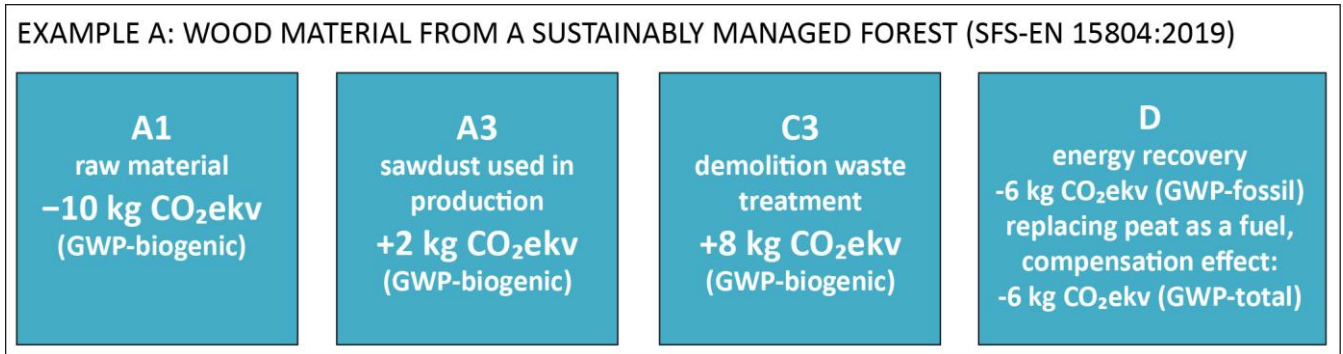 EXAMPLE A: WOOD MATERIAL FROM A SUSTAINABLY MANAGED FOREST (SFS-EN 15804:2019)
A1
raw material
−10 kg CO₂ekv
(GWP-biogenic)
A3
sawdust used in
production
+2 kg CO₂ekv
(GWP-biogenic)
C3
demolition waste
treatment
+8 kg CO₂ekv
(GWP-biogenic)
D
energy recovery
-6 kg CO₂ekv (GWP-fossil)
replacing peat as a fuel,
compensation effect:
-6 kg CO₂ekv (GWP-total)